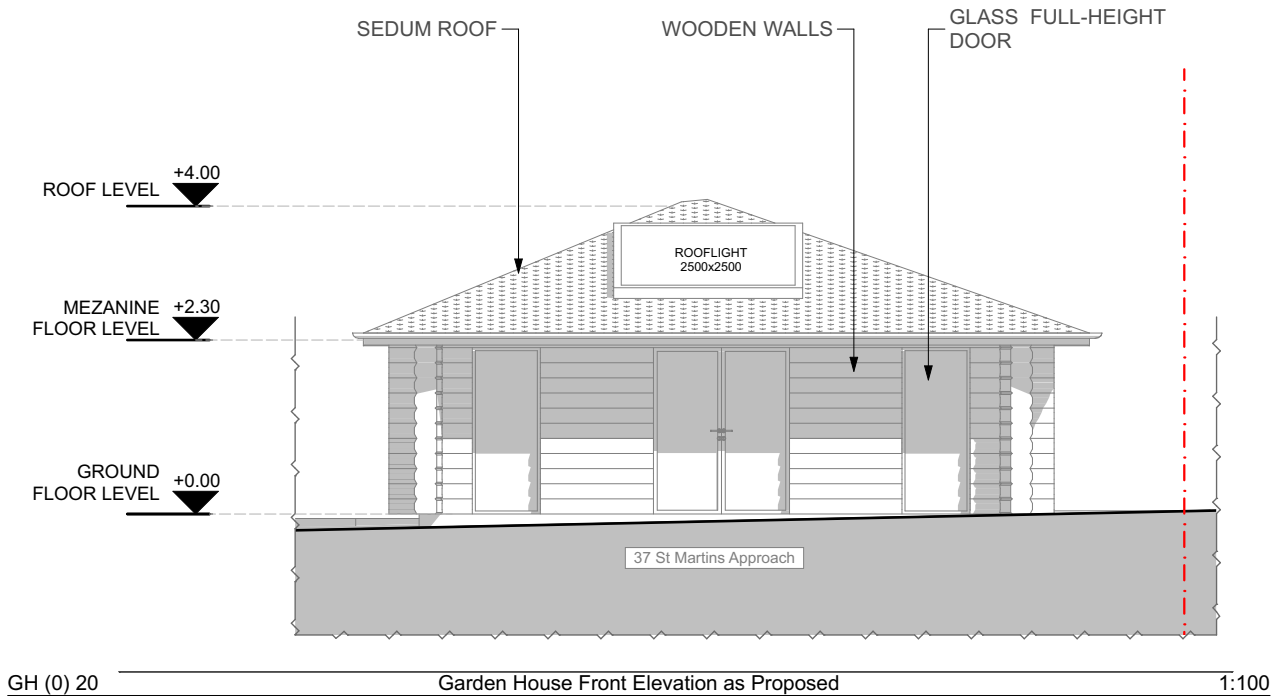 SEDUM ROOF
WOODEN WALLS
GLASS FULL-HEIGHT
DOOR
+4.00
ROOF LEVEL
ROOFLIGHT
2500x2500
MEZANINE +2.30
FLOOR LEVEL
GROUND
FLOOR LEVEL +0.00
37 St Martins Approach
GH (0) 20
Garden House Front Elevation as Proposed
1:100